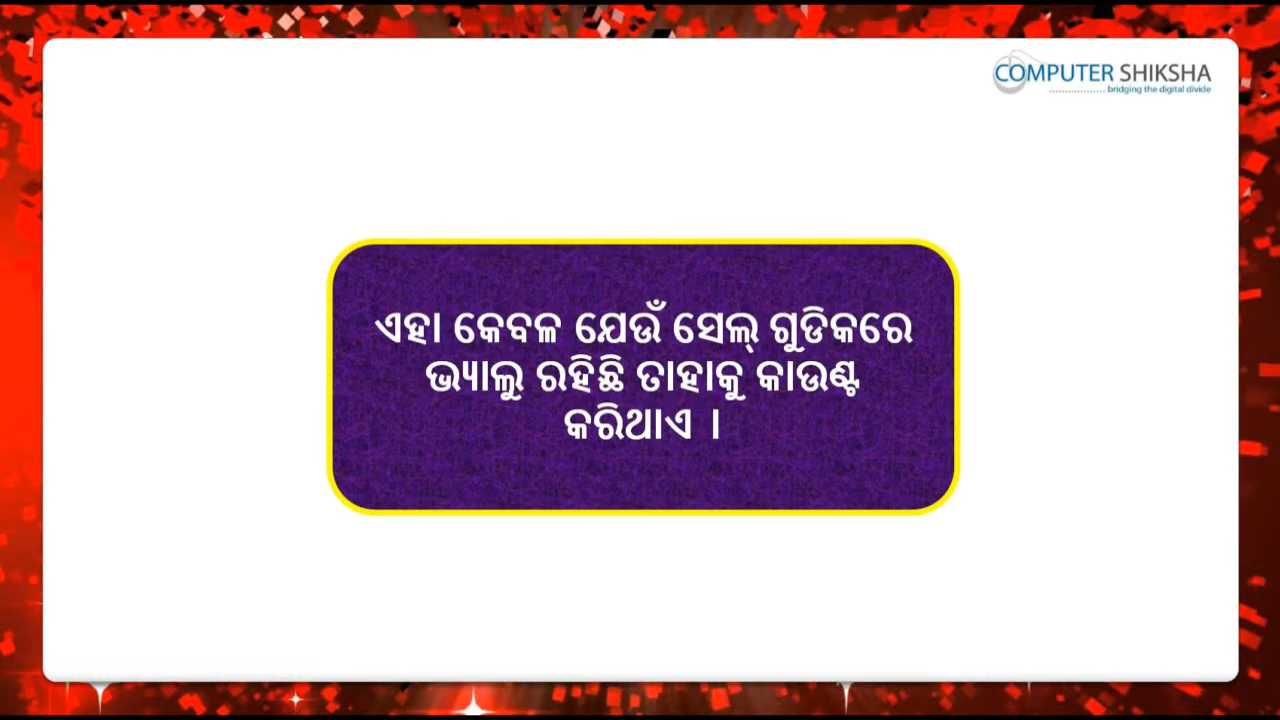 COMPUTER SHIKSHA
bridging the digital divide
ଏହା କେବଳ ଯେଉଁ ସେଲ୍ ଗୁଡିକରେ
ଭ୍ୟାଲୁ ରହିଛି ତାହାକୁ କାଉଣ୍ଟ
କରିଥାଏ ।